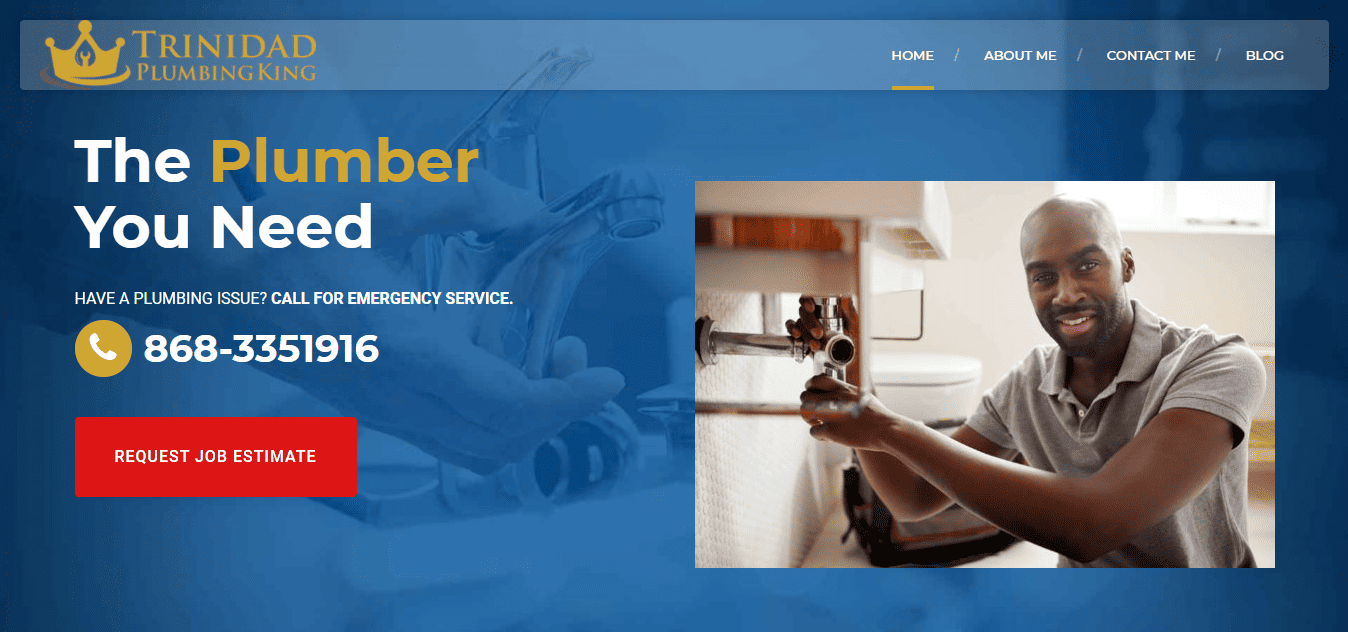 TRINIDAD
PLUMBING KING
HOME / ABOUT ME / CONTACT ME / BLOG
The Plumber
You Need
HAVE A PLUMBING ISSUE? CALL FOR EMERGENCY SERVICE.
868-3351916
REQUEST JOB ESTIMATE